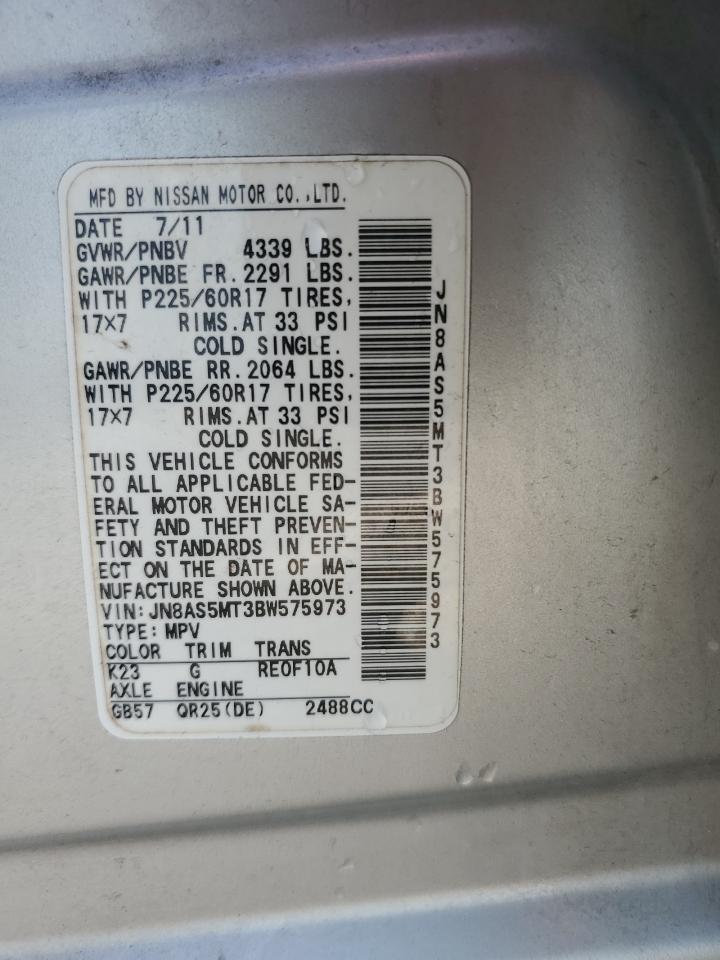 MFD BY NISSAN MOTOR CO.,LTD.
DATE 7/11
GVWR/PNBV 4339 LBS.
GAWR/PNBE FR.2291 LBS.
WITH P225/60R17 TIRES,
17×7 RIMS.AT 33 PSI
COLD SINGLE.
GAWR/PNBE RR.2064 LBS.
WITH P225/60R17 TIRES,
17×7 RIMS.AT 33 PSI
COLD SINGLE.
THIS VEHICLE CONFORMS
TO ALL APPLICABLE FED-
ERAL MOTOR VEHICLE SA-
FETY AND THEFT PREVEN-
TION STANDARDS IN EFF-
ECT ON THE DATE OF MA-
NUFACTURE SHOWN ABOVE.
VIN:JN8AS5MT3BW575973
TYPE:MPV
COLOR TRIM TRANS
K23 G RE0F10A
AXLE ENGINE
GB57 QR25(DE) 2488CC
JN8AS5MT3BW575973